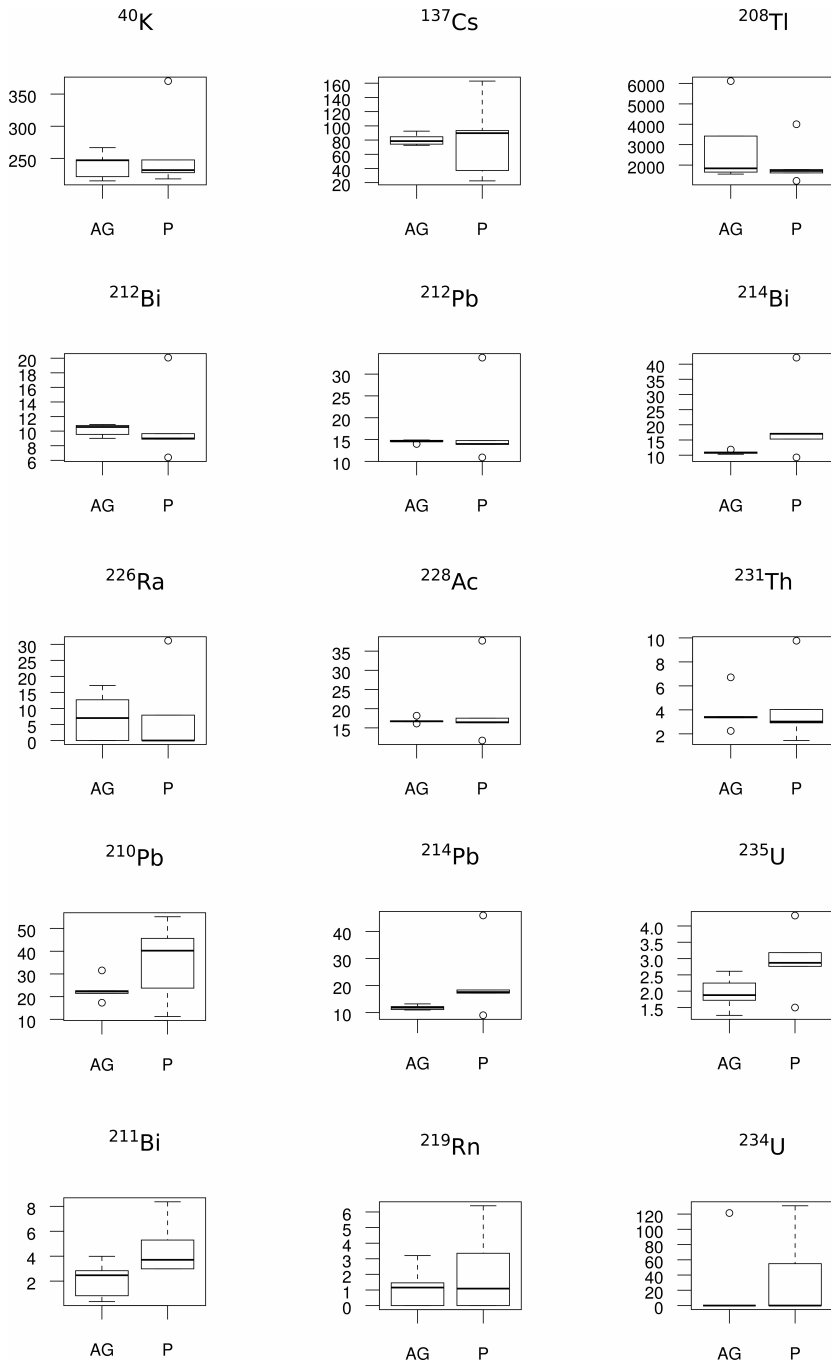 ⁴⁰K ¹³⁷Cs ²⁰⁸Tl
350 160 6000
300 140 5000
250 120 4000
100 3000
80 2000
60
40
20
AG P AG P AG P
²¹²Bi ²¹²Pb ²¹⁴Bi
20 30 40
18 25 35
16 20 30
14 15 25
12 10 20
10 15
8 10
6
AG P AG P AG P
²²⁶Ra ²²⁸Ac ²³¹Th
30 35 10
25 30 8
20 25 6
15 20 4
10 15 2
5
0
AG P AG P AG P
²¹⁰Pb ²¹⁴Pb ²³⁵U
50 40 4.0
40 30 3.5
30 20 3.0
20 10 2.5
10 2.0
1.5
AG P AG P AG P
²¹¹Bi ²¹⁹Rn ²³⁴U
8 6 120
6 5 100
4 4 80
2 3 60
2 40
1 20
0 0
AG P AG P AG P